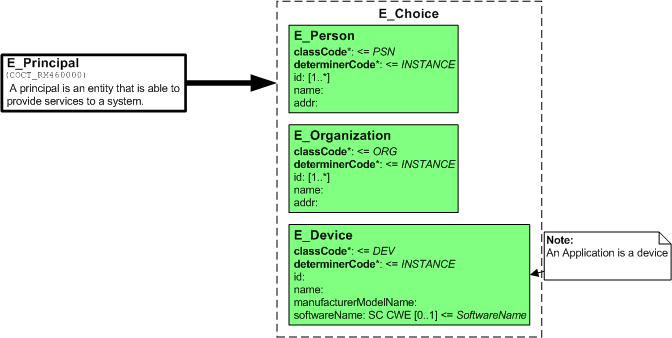 E_Principal
(COCT_RM460000)
A principal is an entity that is able to
provide services to a system.
E_Choice
E_Person
classCode*: <= PSN
determinerCode*: <= INSTANCE
id: [1..*]
name:
addr:
E_Organization
classCode*: <= ORG
determinerCode*: <= INSTANCE
id: [1..*]
name:
addr:
E_Device
classCode*: <= DEV
determinerCode*: <= INSTANCE
id:
name:
manufacturerModelName:
softwareName: SC CWE [0..1] <= SoftwareName
Note:
An Application is a device